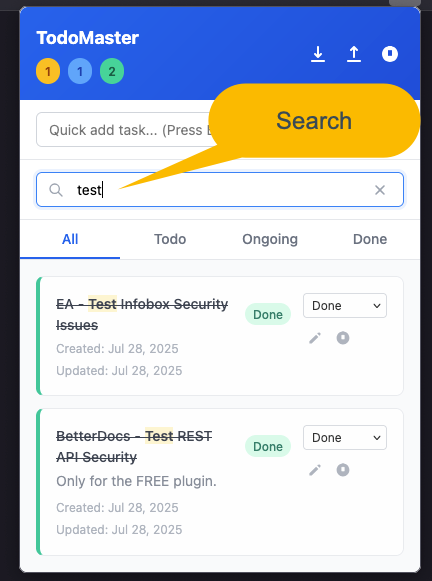 TodoMaster
1 1 2
Quick add task... (Press
Search
test
All Todo Ongoing Done
EA - Test Infobox Security
Issues
Done
Done
Created: Jul 28, 2025
Updated: Jul 28, 2025
BetterDocs - Test REST
API Security
Done
Done
Only for the FREE plugin.
Created: Jul 28, 2025
Updated: Jul 28, 2025